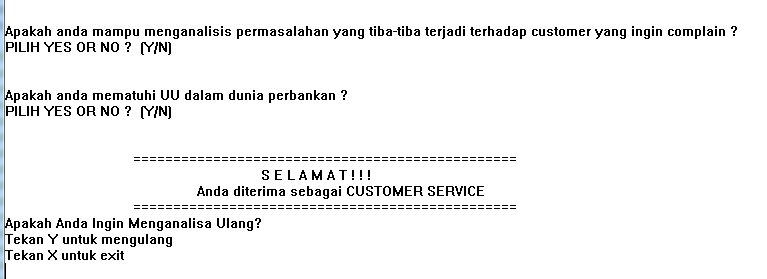 Apakah anda mampu menganalisis permasalahan yang tiba-tiba terjadi terhadap customer yang ingin complain ?
PILIH YES OR NO ? (Y/N)
Apakah anda mematuhi UU dalam dunia perbankan ?
PILIH YES OR NO ? (Y/N)
================================================
S E L A M A T ! ! !
Anda diterima sebagai CUSTOMER SERVICE
================================================
Apakah Anda Ingin Menganalisa Ulang?
Tekan Y untuk mengulang
Tekan X untuk exit